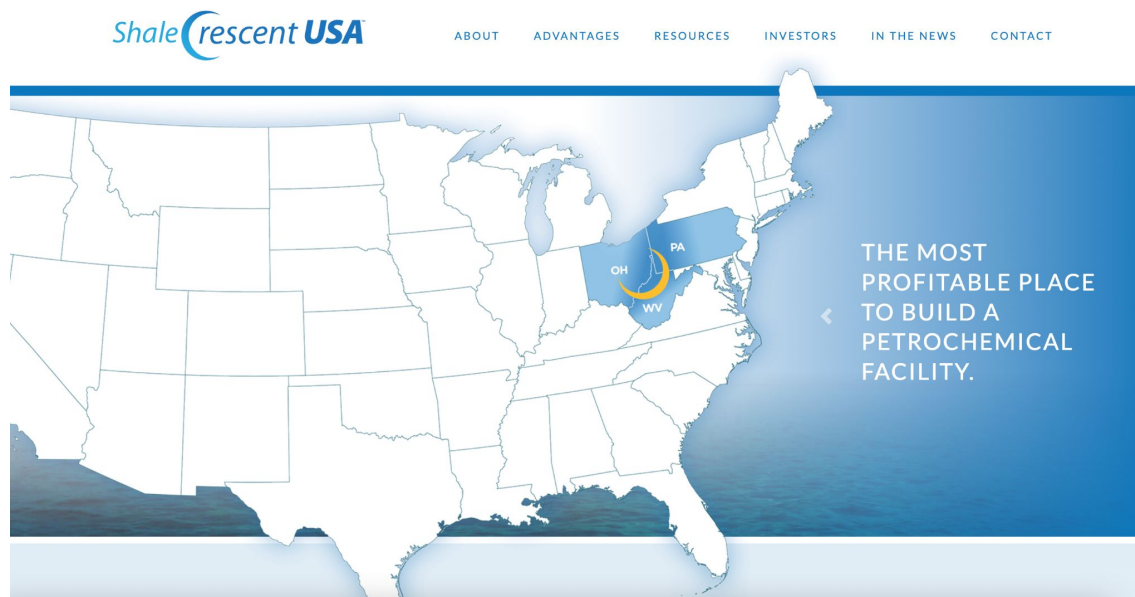 Shale Crescent USA
ABOUT ADVANTAGES RESOURCES INVESTORS IN THE NEWS CONTACT
PA
OH
WV
THE MOST
PROFITABLE PLACE
TO BUILD A
PETROCHEMICAL
FACILITY.